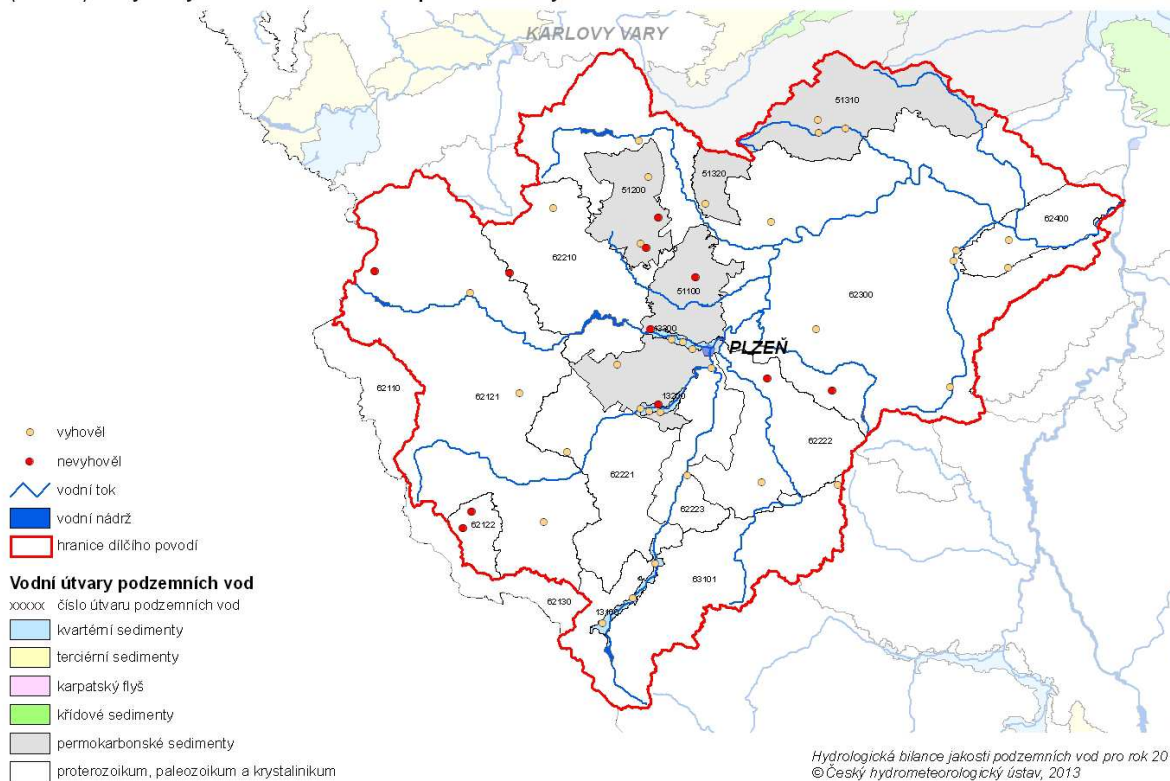 KARLOVY VARY
51310
51320
51200
62400
62210
51100
62300
PLZEŇ
62110
62121
13200
62222
62221
62122
62223
62130
63101
vyhověl
nevyhověl
vodní tok
vodní nádrž
hranice dílčího povodí
Vodní útvary podzemních vod
xxxxx číslo útvaru podzemních vod
kvartérní sedimenty
terciérní sedimenty
karpatský flyš
křídové sedimenty
permokarbonské sedimenty
proterozoikum, paleozoikum a krystalinikum
Hydrologická bilance jakosti podzemních vod pro rok 20
© Český hydrometeorologický ústav, 2013